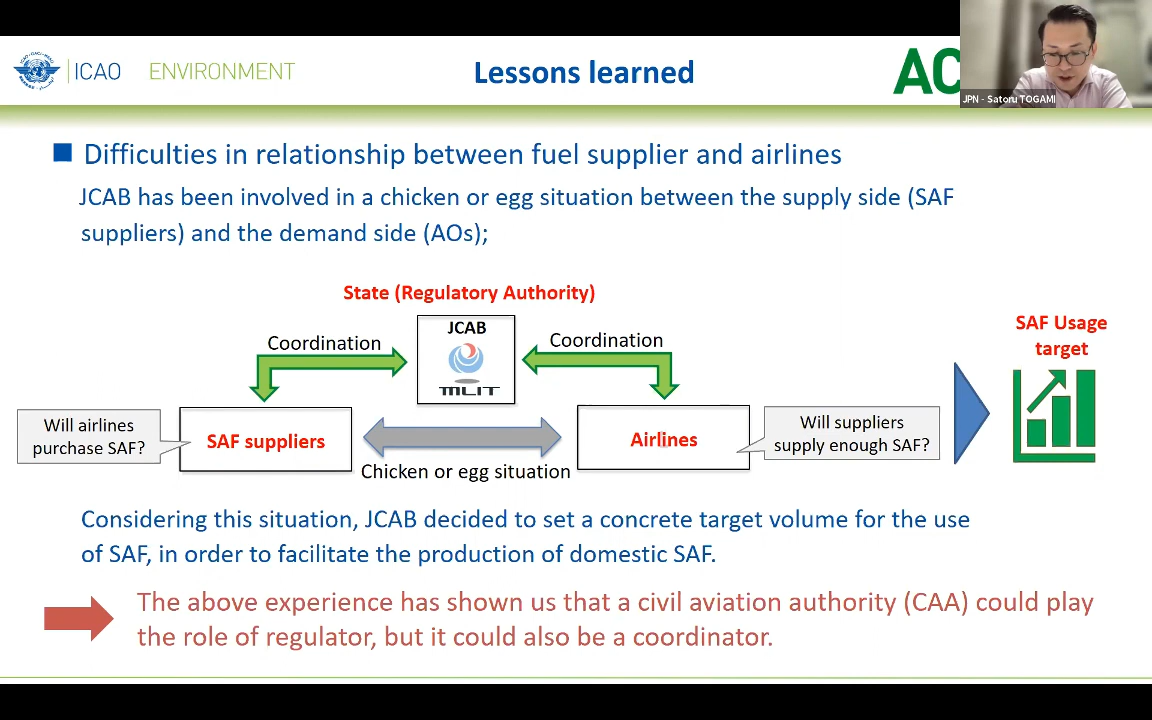 ICAO ENVIRONMENT
Lessons learned
AC
JPN - Satoru TOGAMI
Difficulties in relationship between fuel supplier and airlines
JCAB has been involved in a chicken or egg situation between the supply side (SAF
suppliers) and the demand side (AOs);
State (Regulatory Authority)
SAF Usage
target
Coordination
JCAB
MLIT
Coordination
Will airlines
purchase SAF?
SAF suppliers
Airlines
Will suppliers
supply enough SAF?
Chicken or egg situation
Considering this situation, JCAB decided to set a concrete target volume for the use
of SAF, in order to facilitate the production of domestic SAF.
The above experience has shown us that a civil aviation authority (CAA) could play
the role of regulator, but it could also be a coordinator.